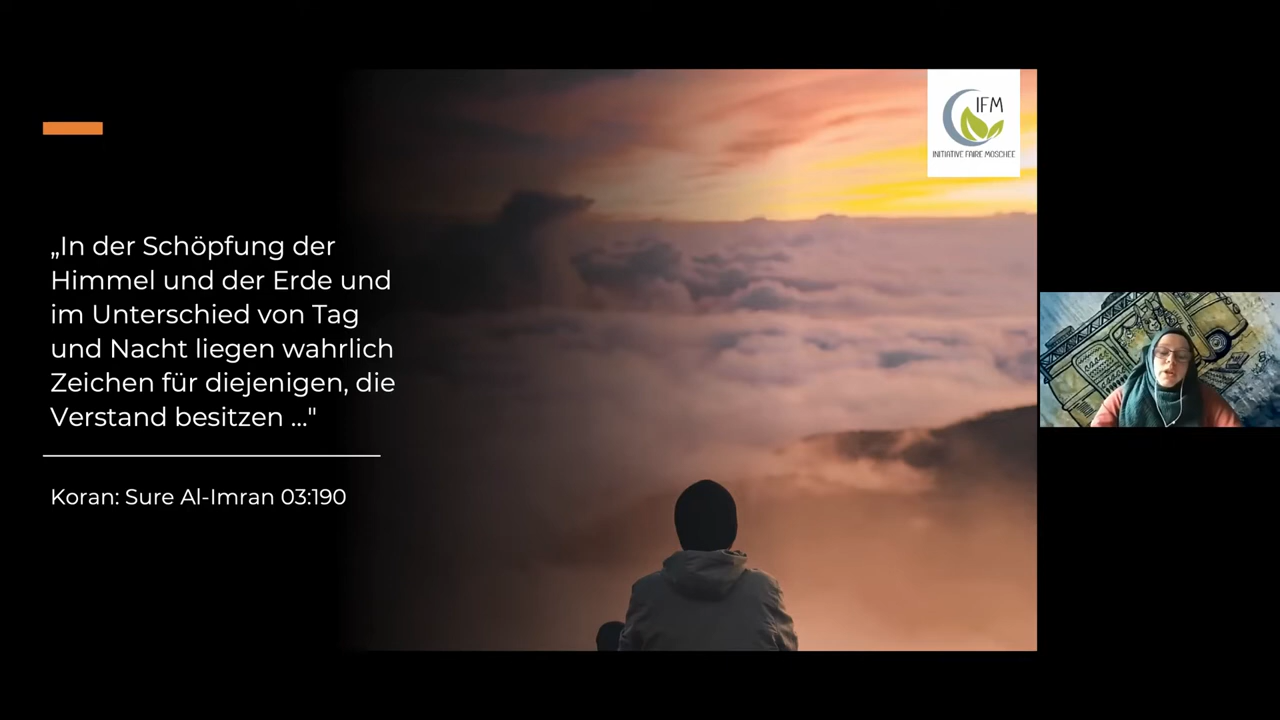 IFM
INITIATIVE FAIRE MOSCHEE
„In der Schöpfung der
Himmel und der Erde und
im Unterschied von Tag
und Nacht liegen wahrlich
Zeichen für diejenigen, die
Verstand besitzen ..."
Koran: Sure Al-Imran 03:190